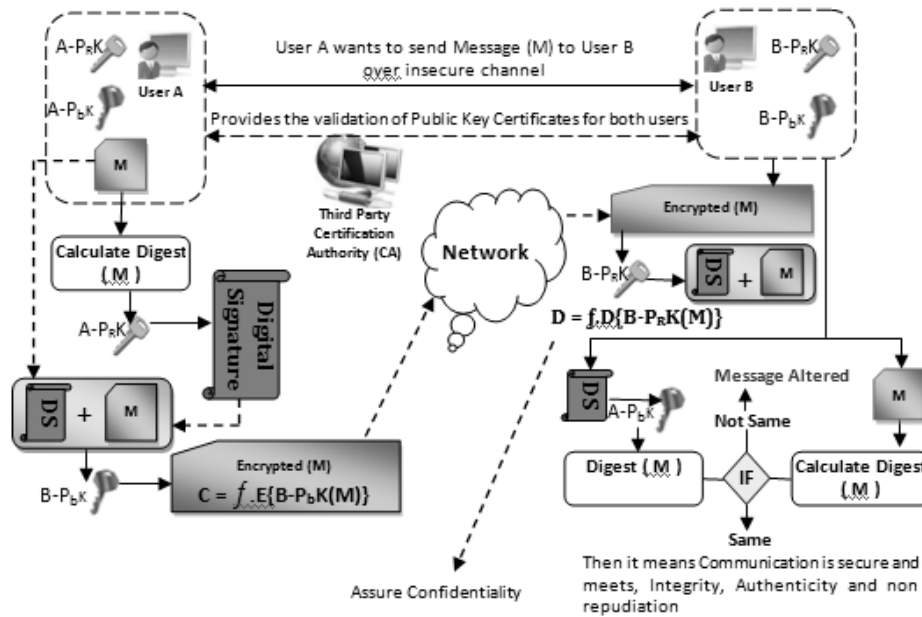 A-PRK
User A
A-PbK
M
User A wants to send Message (M) to User B
over insecure channel
Provides the validation of Public Key Certificates for both users
B-PRK
User B
B-PbK
Third Party
Certification
Authority (CA)
Calculate Digest
(M)
A-PRK
Digital
Signature
DS
+
M
B-PbK
Encrypted (M)
C = f.E{B-PbK(M)}
Network
Encrypted (M)
B-PRK
DS
+
M
D = f.D{B-PRK(M)}
Assure Confidentiality
DS
A-PbK
Digest (M)
Message Altered
Not Same
IF
Same
M
Calculate Digest
(M)
Then it means Communication is secure and
meets, Integrity, Authenticity and non
repudiation